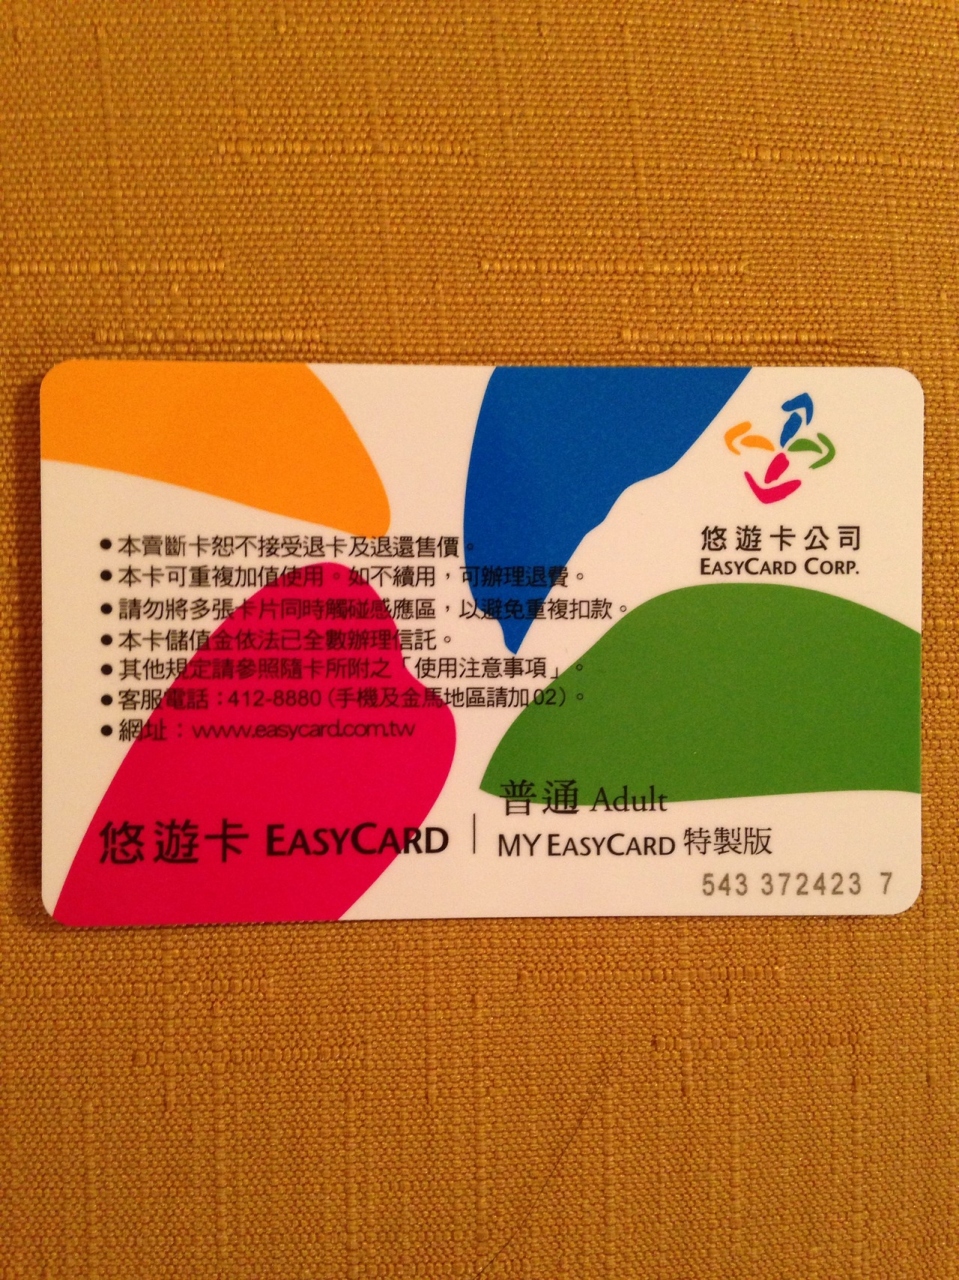 悠遊卡公司
EASYCARD CORP.
●本賣斷卡恕不接受退卡及退還售價。
●本卡可重複加值使用。如不續用，可辦理退費。
●請勿將多張卡片同時觸碰感應區，以避免重複扣款。
●本卡儲值金依法已全數辦理信託。
●其他規定請參照隨卡所附之「使用注意事項」。
●客服電話：412-8880（手機及金馬地區請加02）。
●網址：www.easycard.com.tw
普通 Adult
悠遊卡 EASYCARD | MY EASYCARD 特製版
543 372423 7